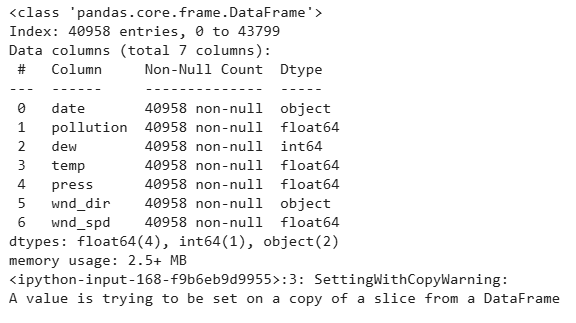 <class 'pandas.core.frame.DataFrame'>
Index: 40958 entries, 0 to 43799
Data columns (total 7 columns):
 #   Column     Non-Null Count  Dtype
---  ------     --------------  -----
 0   date       40958 non-null  object
 1   pollution  40958 non-null  float64
 2   dew        40958 non-null  int64
 3   temp       40958 non-null  float64
 4   press      40958 non-null  float64
 5   wnd_dir    40958 non-null  object
 6   wnd_spd    40958 non-null  float64
dtypes: float64(4), int64(1), object(2)
memory usage: 2.5+ MB
<ipython-input-168-f9b6eb9d9955>:3: SettingWithCopyWarning:
A value is trying to be set on a copy of a slice from a DataFrame